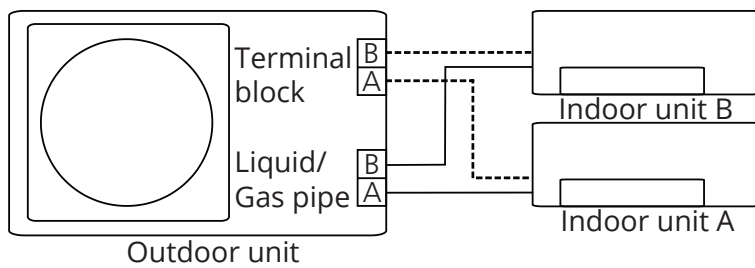 Terminal
block
B
A
Liquid/
Gas pipe
B
A
Outdoor unit
Indoor unit B
Indoor unit A